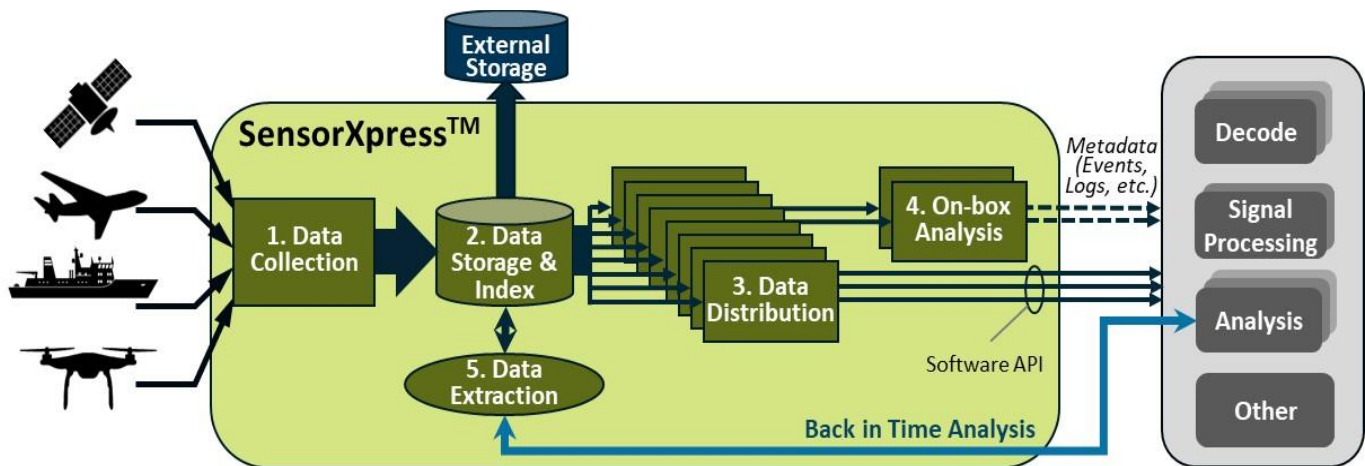 External
Storage
SensorXpress™
1. Data
Collection
2. Data
Storage &
Index
3. Data
Distribution
4. On-box
Analysis
5. Data
Extraction
Metadata
(Events,
Logs, etc.)
Software API
Back in Time Analysis
Decode
Signal
Processing
Analysis
Other